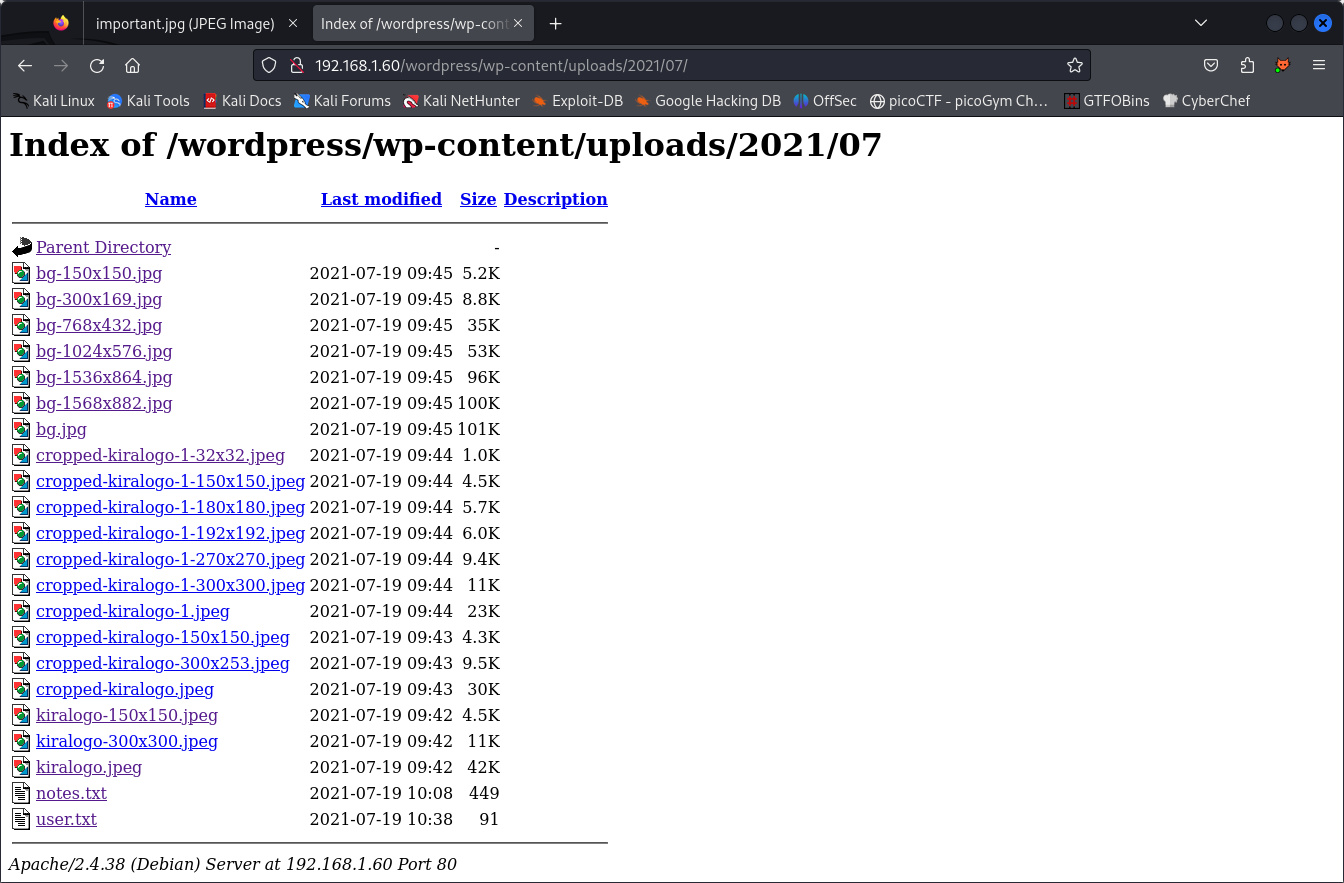 important.jpg (JPEG Image)
Index of /wordpress/wp-cont
192.168.1.60/wordpress/wp-content/uploads/2021/07/
Kali Linux Kali Tools Kali Docs Kali Forums Kali NetHunter Exploit-DB Google Hacking DB OffSec picoCTF - picoGym Ch... GTFOBins CyberChef
Index of /wordpress/wp-content/uploads/2021/07
Name Last modified Size Description
Parent Directory -
bg-150x150.jpg 2021-07-19 09:45 5.2K
bg-300x169.jpg 2021-07-19 09:45 8.8K
bg-768x432.jpg 2021-07-19 09:45 35K
bg-1024x576.jpg 2021-07-19 09:45 53K
bg-1536x864.jpg 2021-07-19 09:45 96K
bg-1568x882.jpg 2021-07-19 09:45 100K
bg.jpg 2021-07-19 09:45 101K
cropped-kiralogo-1-32x32.jpeg 2021-07-19 09:44 1.0K
cropped-kiralogo-1-150x150.jpeg 2021-07-19 09:44 4.5K
cropped-kiralogo-1-180x180.jpeg 2021-07-19 09:44 5.7K
cropped-kiralogo-1-192x192.jpeg 2021-07-19 09:44 6.0K
cropped-kiralogo-1-270x270.jpeg 2021-07-19 09:44 9.4K
cropped-kiralogo-1-300x300.jpeg 2021-07-19 09:44 11K
cropped-kiralogo-1.jpeg 2021-07-19 09:44 23K
cropped-kiralogo-150x150.jpeg 2021-07-19 09:43 4.3K
cropped-kiralogo-300x253.jpeg 2021-07-19 09:43 9.5K
cropped-kiralogo.jpeg 2021-07-19 09:43 30K
kiralogo-150x150.jpeg 2021-07-19 09:42 4.5K
kiralogo-300x300.jpeg 2021-07-19 09:42 11K
kiralogo.jpeg 2021-07-19 09:42 42K
notes.txt 2021-07-19 10:08 449
user.txt 2021-07-19 10:38 91
Apache/2.4.38 (Debian) Server at 192.168.1.60 Port 80